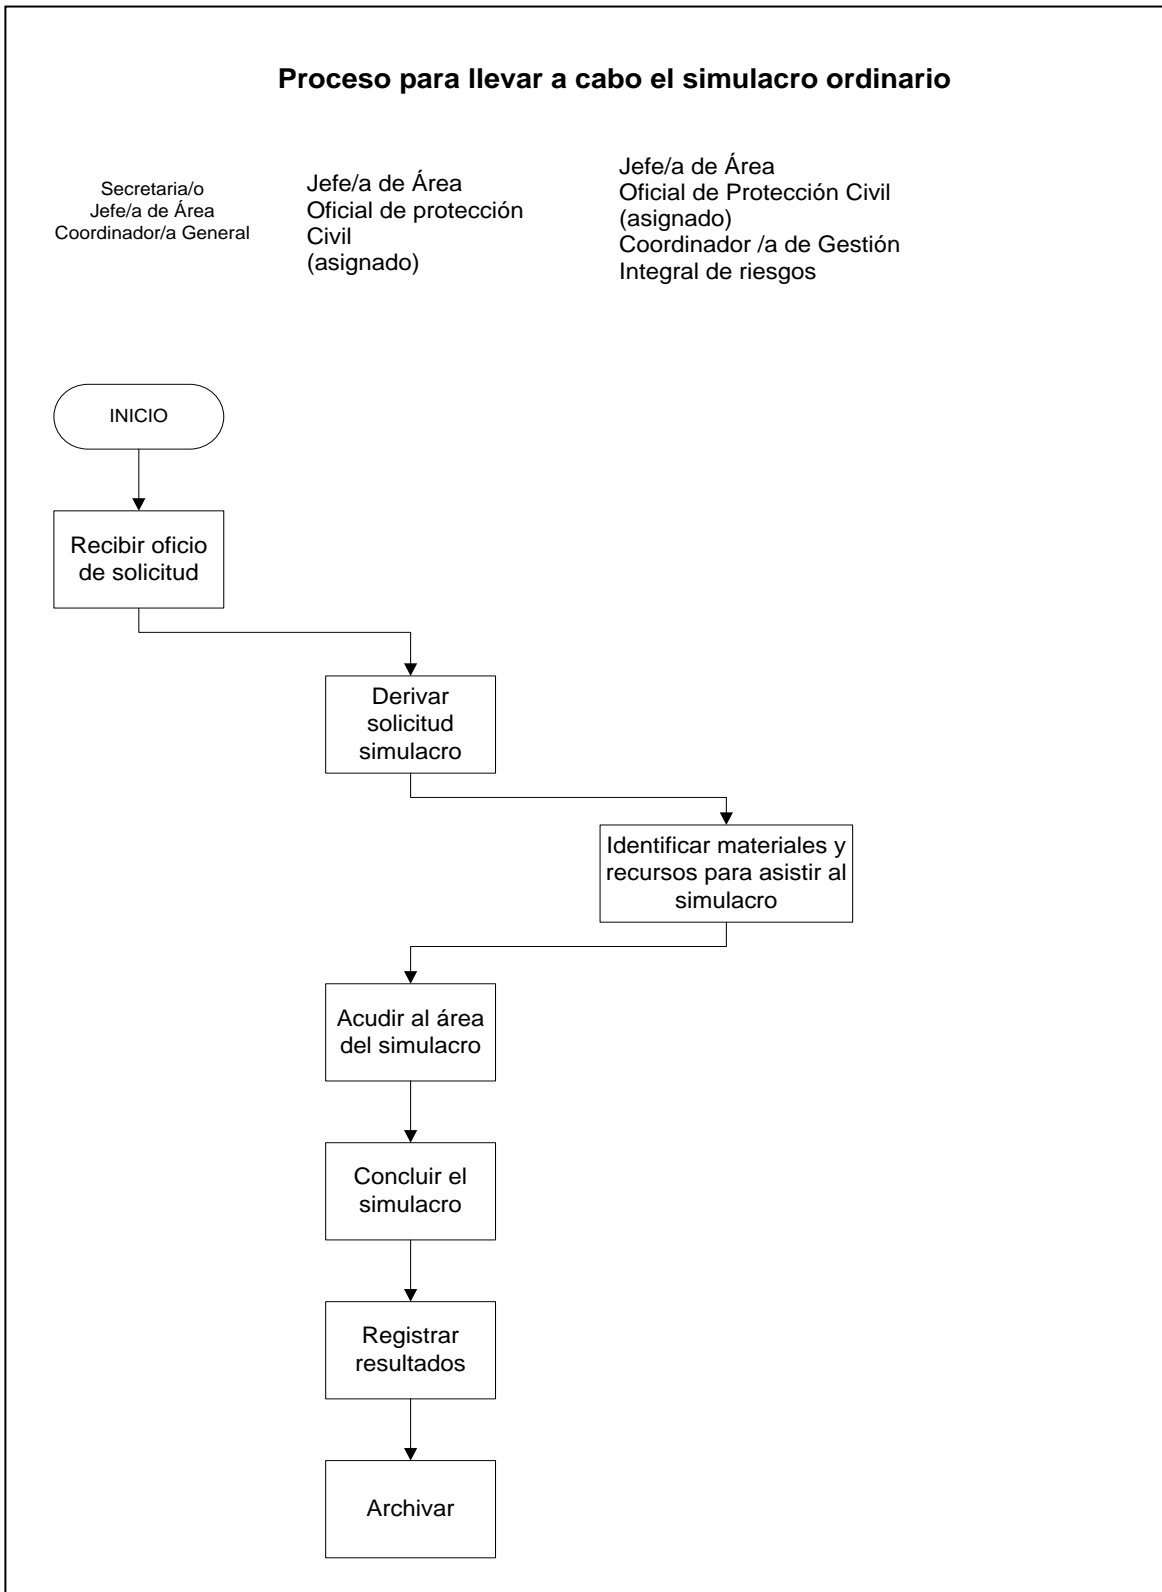 Proceso para llevar a cabo el simulacro ordinario
Secretaria/o
Jefe/a de Área
Coordinador/a General
Jefe/a de Área
Oficial de protección
Civil
(asignado)
Jefe/a de Área
Oficial de Protección Civil
(asignado)
Coordinador /a de Gestión
Integral de riesgos
INICIO
Recibir oficio
de solicitud
Derivar
solicitud
simulacro
Identificar materiales y
recursos para asistir al
simulacro
Acudir al área
del simulacro
Concluir el
simulacro
Registrar
resultados
Archivar